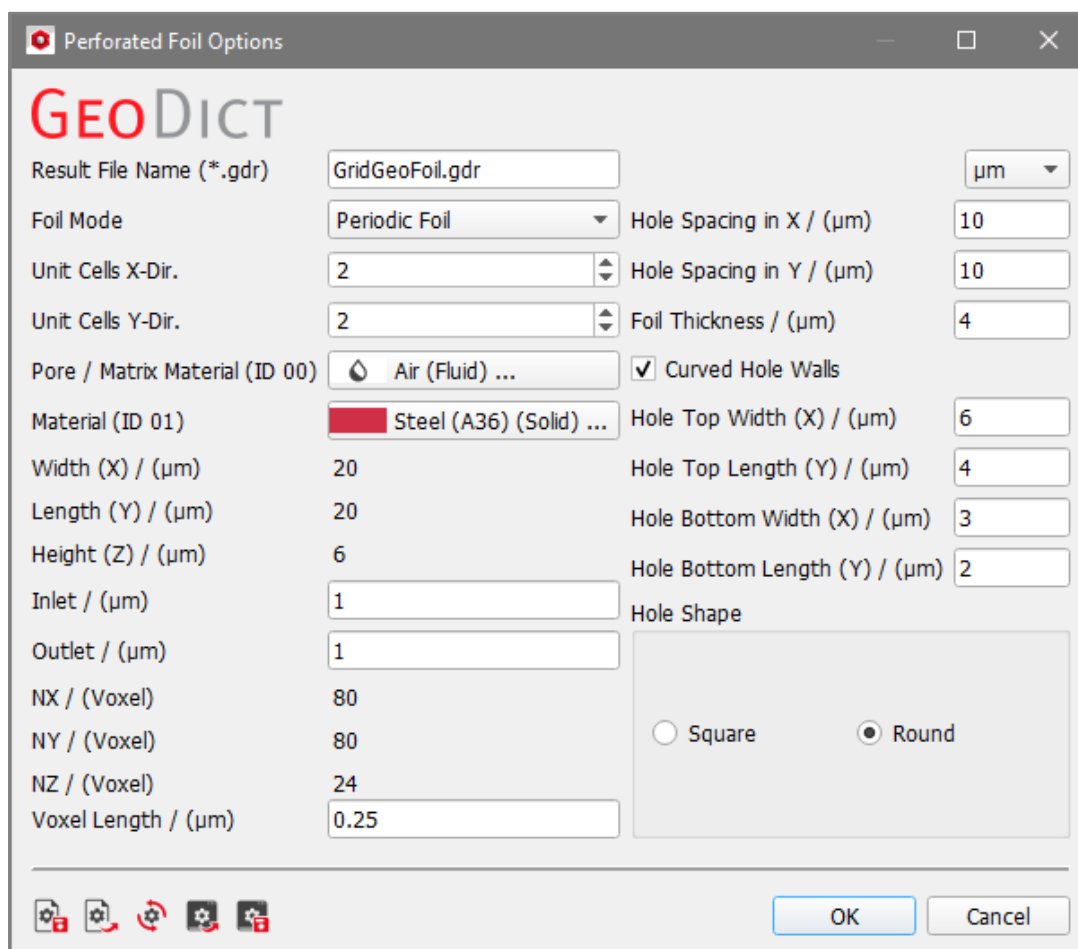 Perforated Foil Options
GEODICT
Result File Name (*.gdr) GridGeoFoil.gdr µm
Foil Mode Periodic Foil Hole Spacing in X / (µm) 10
Unit Cells X-Dir. 2 Hole Spacing in Y / (µm) 10
Unit Cells Y-Dir. 2 Foil Thickness / (µm) 4
Pore / Matrix Material (ID 00) Air (Fluid) ... Curved Hole Walls
Material (ID 01) Steel (A36) (Solid) ... Hole Top Width (X) / (µm) 6
Width (X) / (µm) 20 Hole Top Length (Y) / (µm) 4
Length (Y) / (µm) 20 Hole Bottom Width (X) / (µm) 3
Height (Z) / (µm) 6 Hole Bottom Length (Y) / (µm) 2
Inlet / (µm) 1 Hole Shape
Outlet / (µm) 1
NX / (Voxel) 80
NY / (Voxel) 80 Square Round
NZ / (Voxel) 24
Voxel Length / (µm) 0.25
OK Cancel